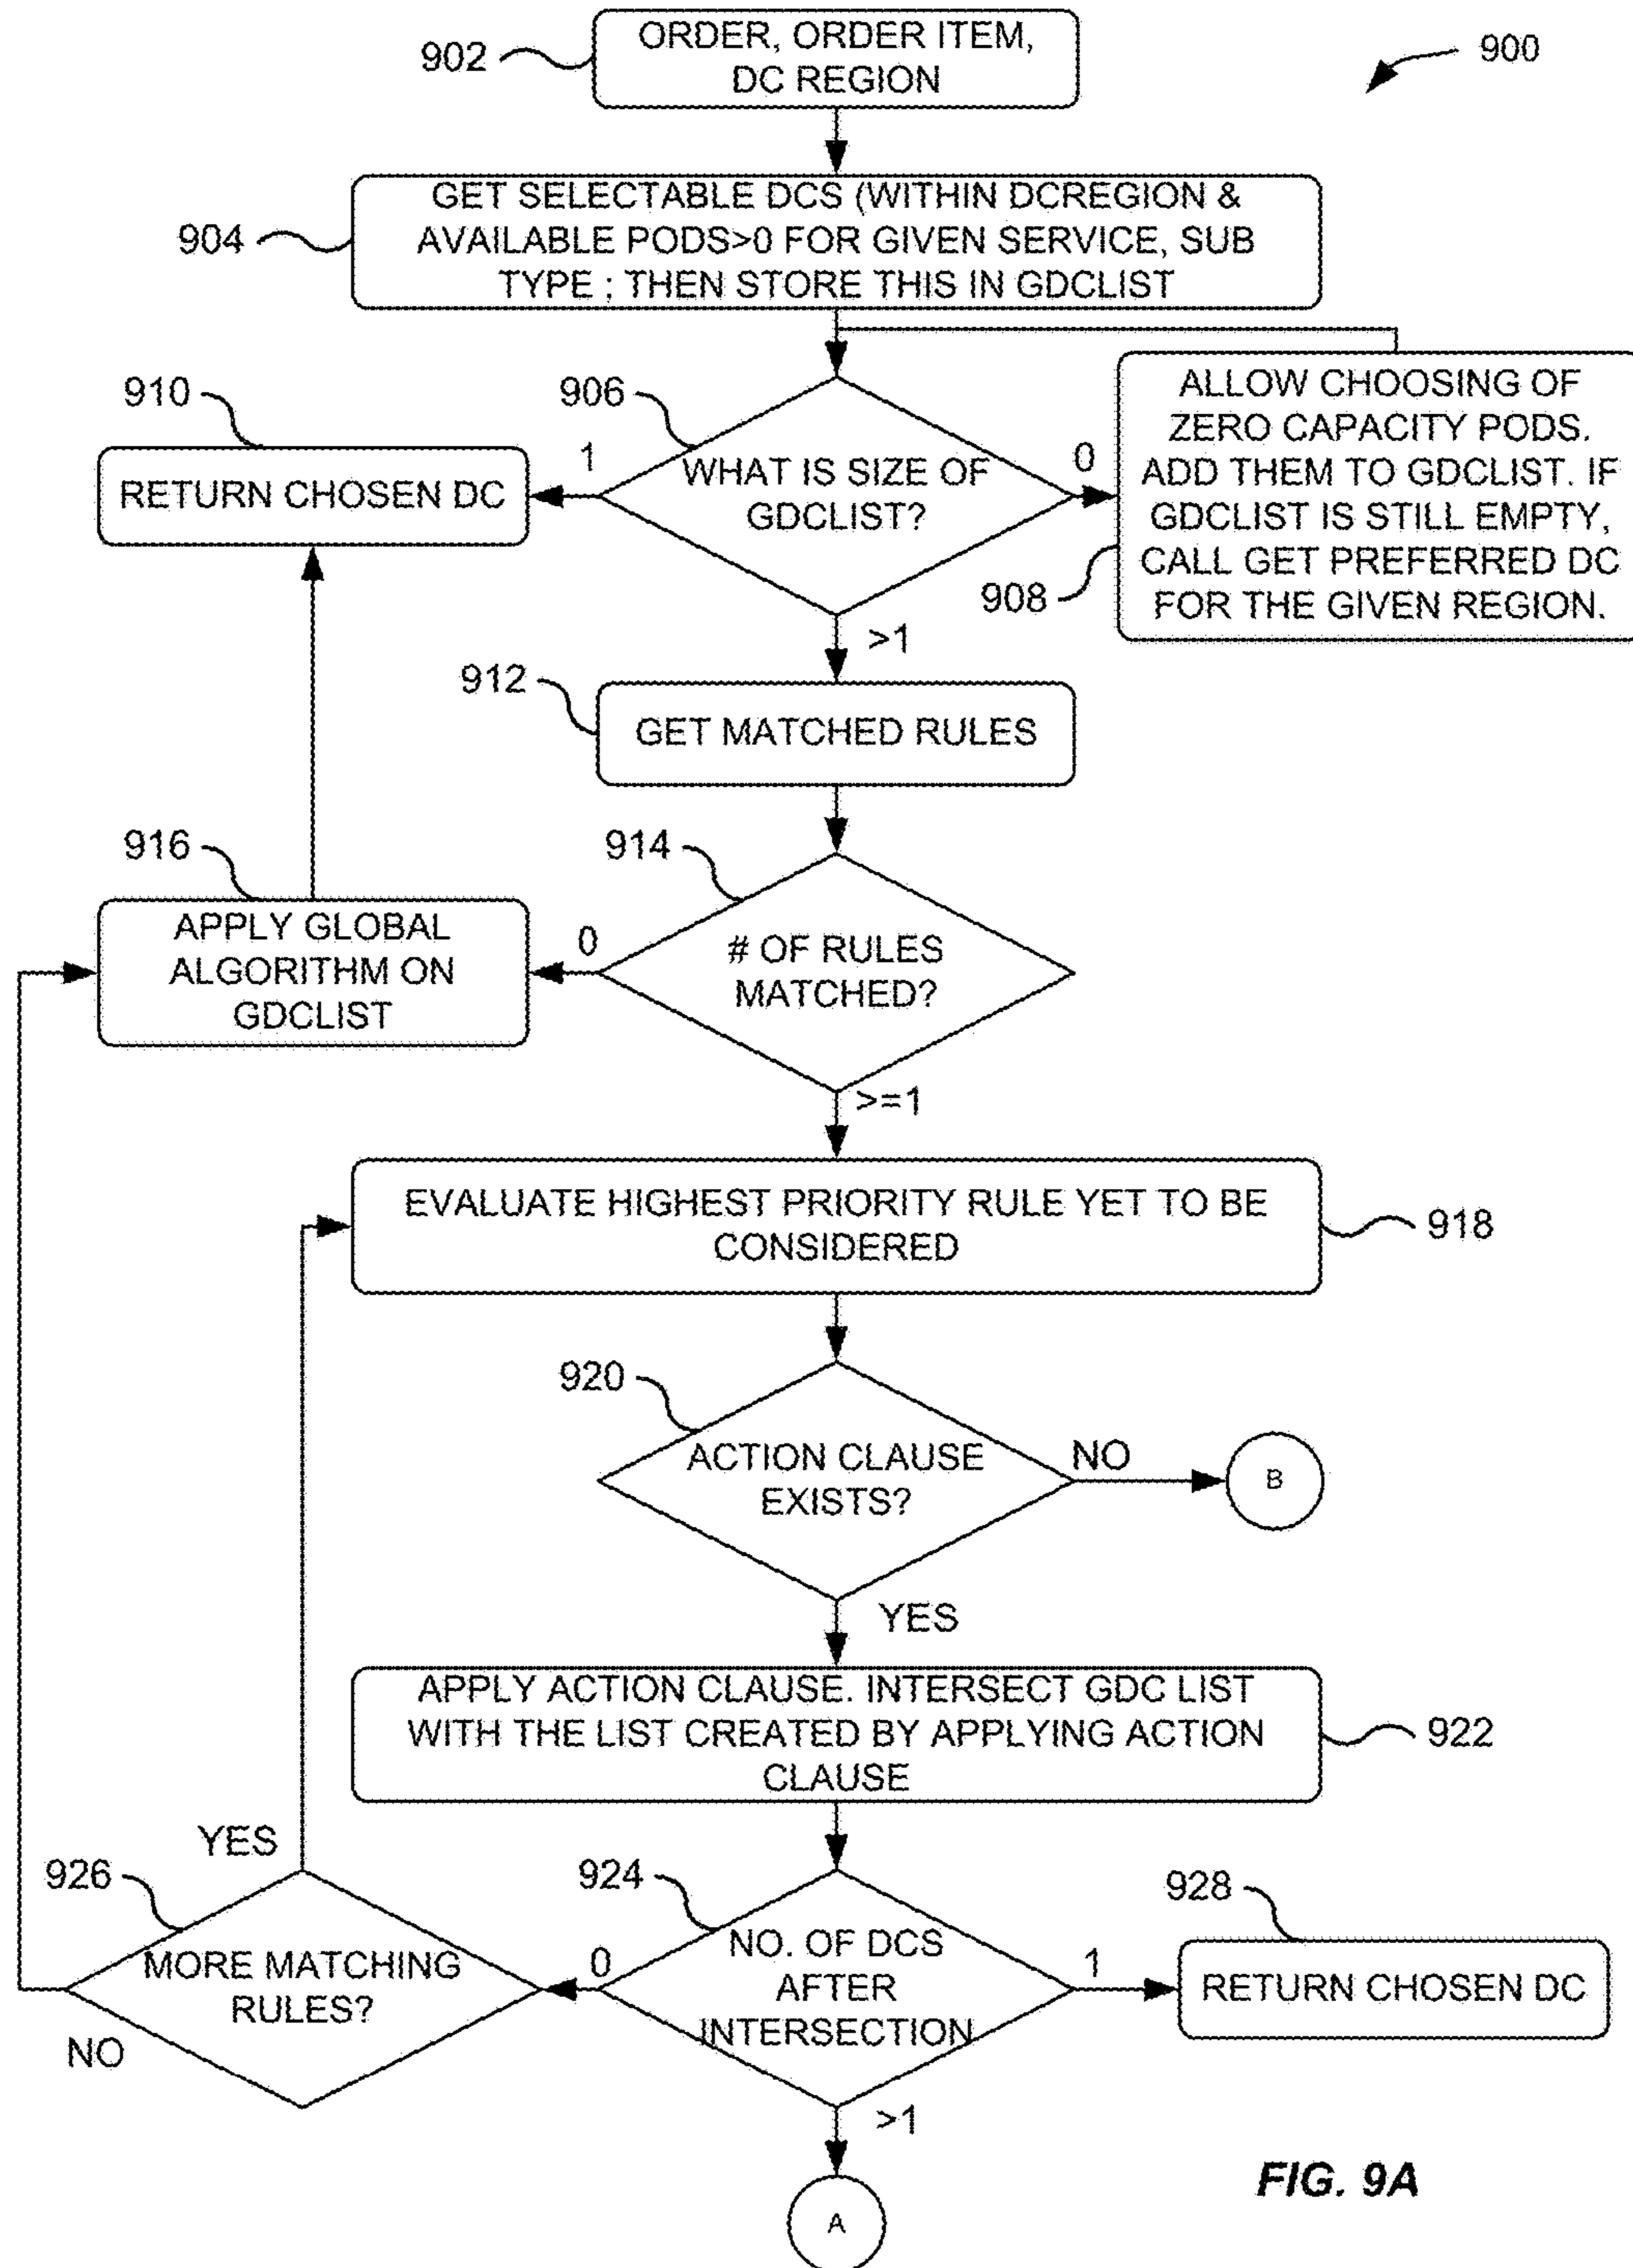 902
ORDER, ORDER ITEM,
DC REGION
900
904
GET SELECTABLE DCS (WITHIN DCREGION &
AVAILABLE PODS>0 FOR GIVEN SERVICE, SUB
TYPE ; THEN STORE THIS IN GDCLIST
910
RETURN CHOSEN DC
906
1
WHAT IS SIZE OF
GDCLIST?
0
>1
908
ALLOW CHOOSING OF
ZERO CAPACITY PODS.
ADD THEM TO GDCLIST. IF
GDCLIST IS STILL EMPTY,
CALL GET PREFERRED DC
FOR THE GIVEN REGION.
912
GET MATCHED RULES
916
APPLY GLOBAL
ALGORITHM ON
GDCLIST
914
0
# OF RULES
MATCHED?
>=1
EVALUATE HIGHEST PRIORITY RULE YET TO BE
CONSIDERED
918
920
ACTION CLAUSE
EXISTS?
NO
B
YES
APPLY ACTION CLAUSE. INTERSECT GDC LIST
WITH THE LIST CREATED BY APPLYING ACTION
CLAUSE
922
YES
926
MORE MATCHING
RULES?
NO
924
0
NO. OF DCS
AFTER
INTERSECTION
1
928
RETURN CHOSEN DC
>1
A
FIG. 9A